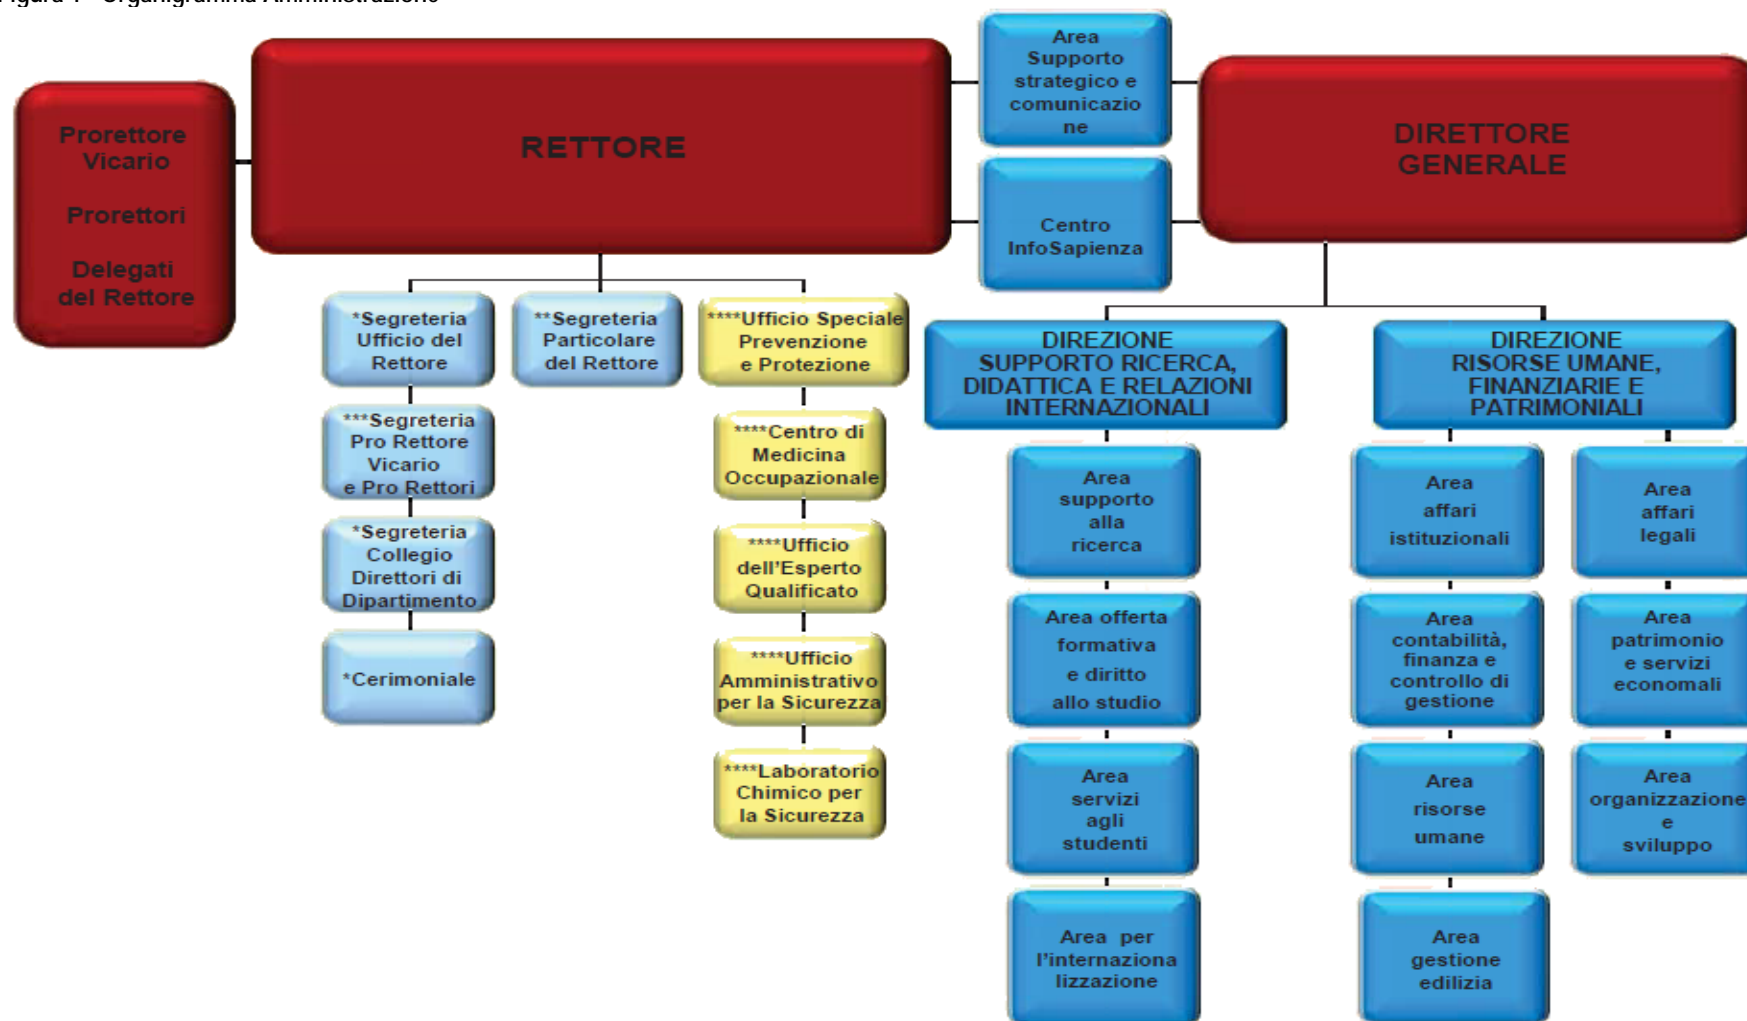 Figura 1 - Organigramma Amministrazione
Prorettore
Vicario
Prorettori
Delegati
del Rettore
RETTORE
Area
Supporto
strategico e
comunicazio
ne
Centro
InfoSapienza
DIRETTORE
GENERALE
*Segreteria
Ufficio del
Rettore
***Segreteria
Pro Rettore
Vicario
e Pro Rettori
*Segreteria
Collegio
Direttori di
Dipartimento
*Cerimoniale
**Segreteria
Particolare
del Rettore
****Ufficio Speciale
Prevenzione
e Protezione
****Centro di
Medicina
Occupazionale
****Ufficio
dell'Esperto
Qualificato
****Ufficio
Amministrativo
per la Sicurezza
****Laboratorio
Chimico per
la Sicurezza
DIREZIONE
SUPPORTO RICERCA,
DIDATTICA E RELAZIONI
INTERNAZIONALI
Area
supporto
alla
ricerca
Area offerta
formativa
e diritto
allo studio
Area
servizi
agli
studenti
Area per
l'internaziona
lizzazione
DIREZIONE
RISORSE UMANE,
FINANZIARIE E
PATRIMONIALI
Area
affari
istituzionali
Area
contabilità,
finanza e
controllo di
gestione
Area
risorse
umane
Area
gestione
edilizia
Area
affari
legali
Area
patrimonio
e servizi
economali
Area
organizzazione
e
sviluppo